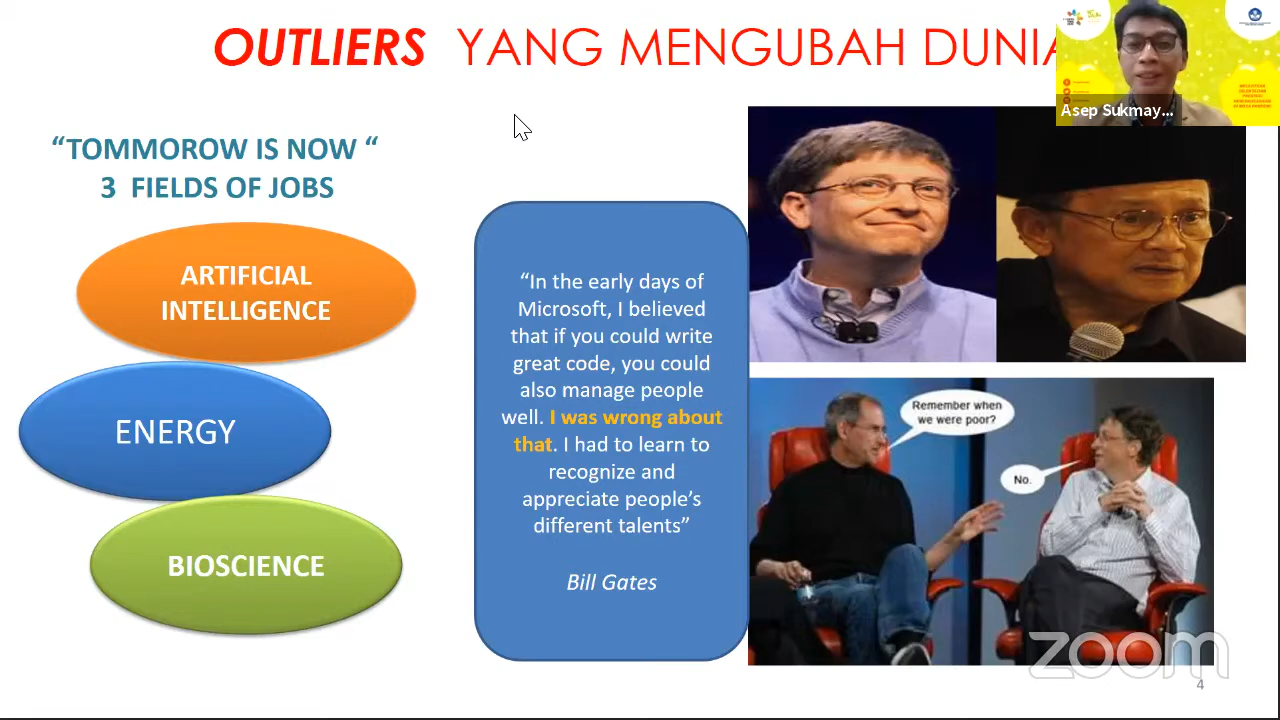 OUTLIERS YANG MENGUBAH DUNIA
Asep Sukmay...
“TOMMOROW IS NOW “
3 FIELDS OF JOBS
ARTIFICIAL
INTELLIGENCE
ENERGY
BIOSCIENCE
“In the early days of
Microsoft, I believed
that if you could write
great code, you could
also manage people
well. I was wrong about
that. I had to learn to
recognize and
appreciate people’s
different talents”
Bill Gates
Remember when
we were poor?
No.
zoom
4